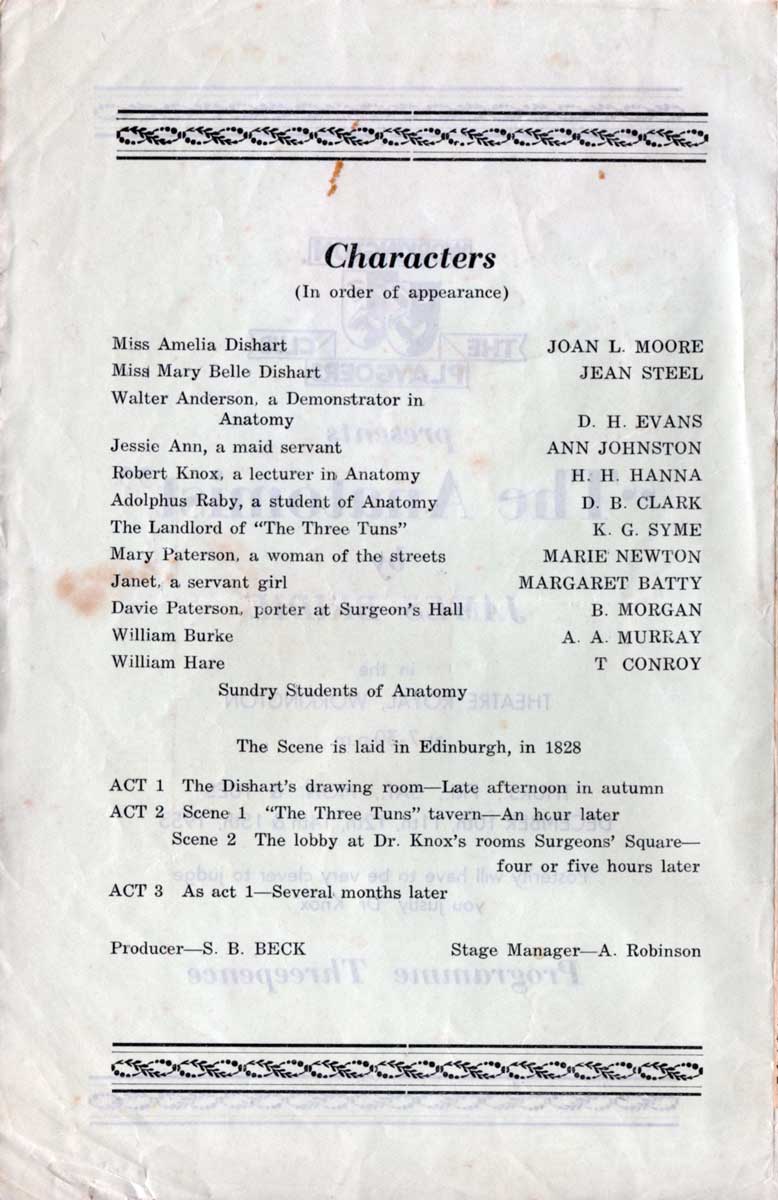 Characters
(In order of appearance)
Miss Amelia Dishart JOAN L. MOORE
Miss Mary Belle Dishart JEAN STEEL
Walter Anderson, a Demonstrator in
Anatomy D. H. EVANS
Jessie Ann, a maid servant ANN JOHNSTON
Robert Knox, a lecturer in Anatomy H. H. HANNA
Adolphus Raby, a student of Anatomy D. B. CLARK
The Landlord of "The Three Tuns" K. G. SYME
Mary Paterson, a woman of the streets MARIE NEWTON
Janet, a servant girl MARGARET BATTY
Davie Paterson, porter at Surgeon's Hall B. MORGAN
William Burke A. A. MURRAY
William Hare T CONROY
Sundry Students of Anatomy
The Scene is laid in Edinburgh, in 1828
ACT 1 The Dishart's drawing room—Late afternoon in autumn
ACT 2 Scene 1 "The Three Tuns" tavern—An hour later
Scene 2 The lobby at Dr. Knox's rooms Surgeons' Square—
four or five hours later
ACT 3 As act 1—Several months later
Producer—S. B. BECK Stage Manager—A. Robinson